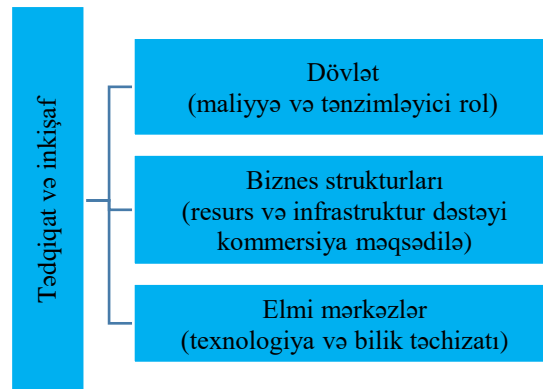 Tədqiqat və inkişaf
Dövlət
(maliyyə və tənzimləyici rol)
Biznes strukturları
(resurs və infrastruktur dəstəyi
kommersiya məqsədilə)
Elmi mərkəzlər
(texnologiya və bilik təchizatı)